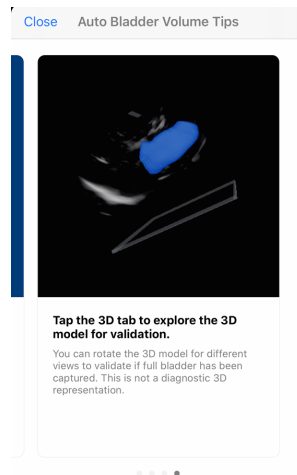 Close Auto Bladder Volume Tips
Tap the 3D tab to explore the 3D
model for validation.
You can rotate the 3D model for different
views to validate if full bladder has been
captured. This is not a diagnostic 3D
representation.